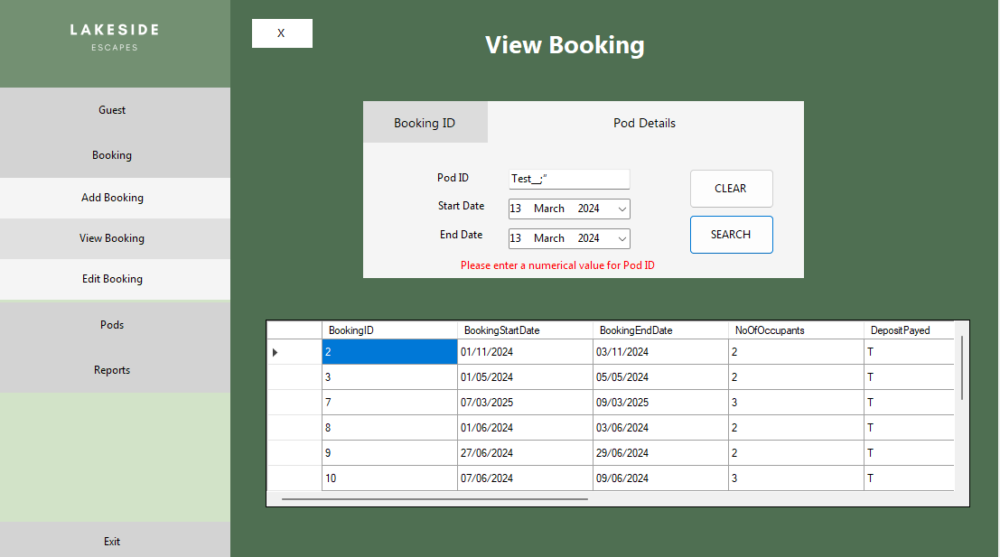 LAKESIDE
ESCAPES
Guest
Booking
Add Booking
View Booking
Edit Booking
Pods
Reports
Exit
X
View Booking
Booking ID Pod Details
Pod ID Test__;"
CLEAR
Start Date 13 March 2024
End Date 13 March 2024
SEARCH
Please enter a numerical value for Pod ID
BookingID BookingStartDate BookingEndDate NoOfOccupants DepositPayed
2 01/11/2024 03/11/2024 2 T
3 01/05/2024 05/05/2024 2 T
7 07/03/2025 09/03/2025 3 T
8 01/06/2024 03/06/2024 2 T
9 27/06/2024 29/06/2024 2 T
10 07/06/2024 09/06/2024 3 T